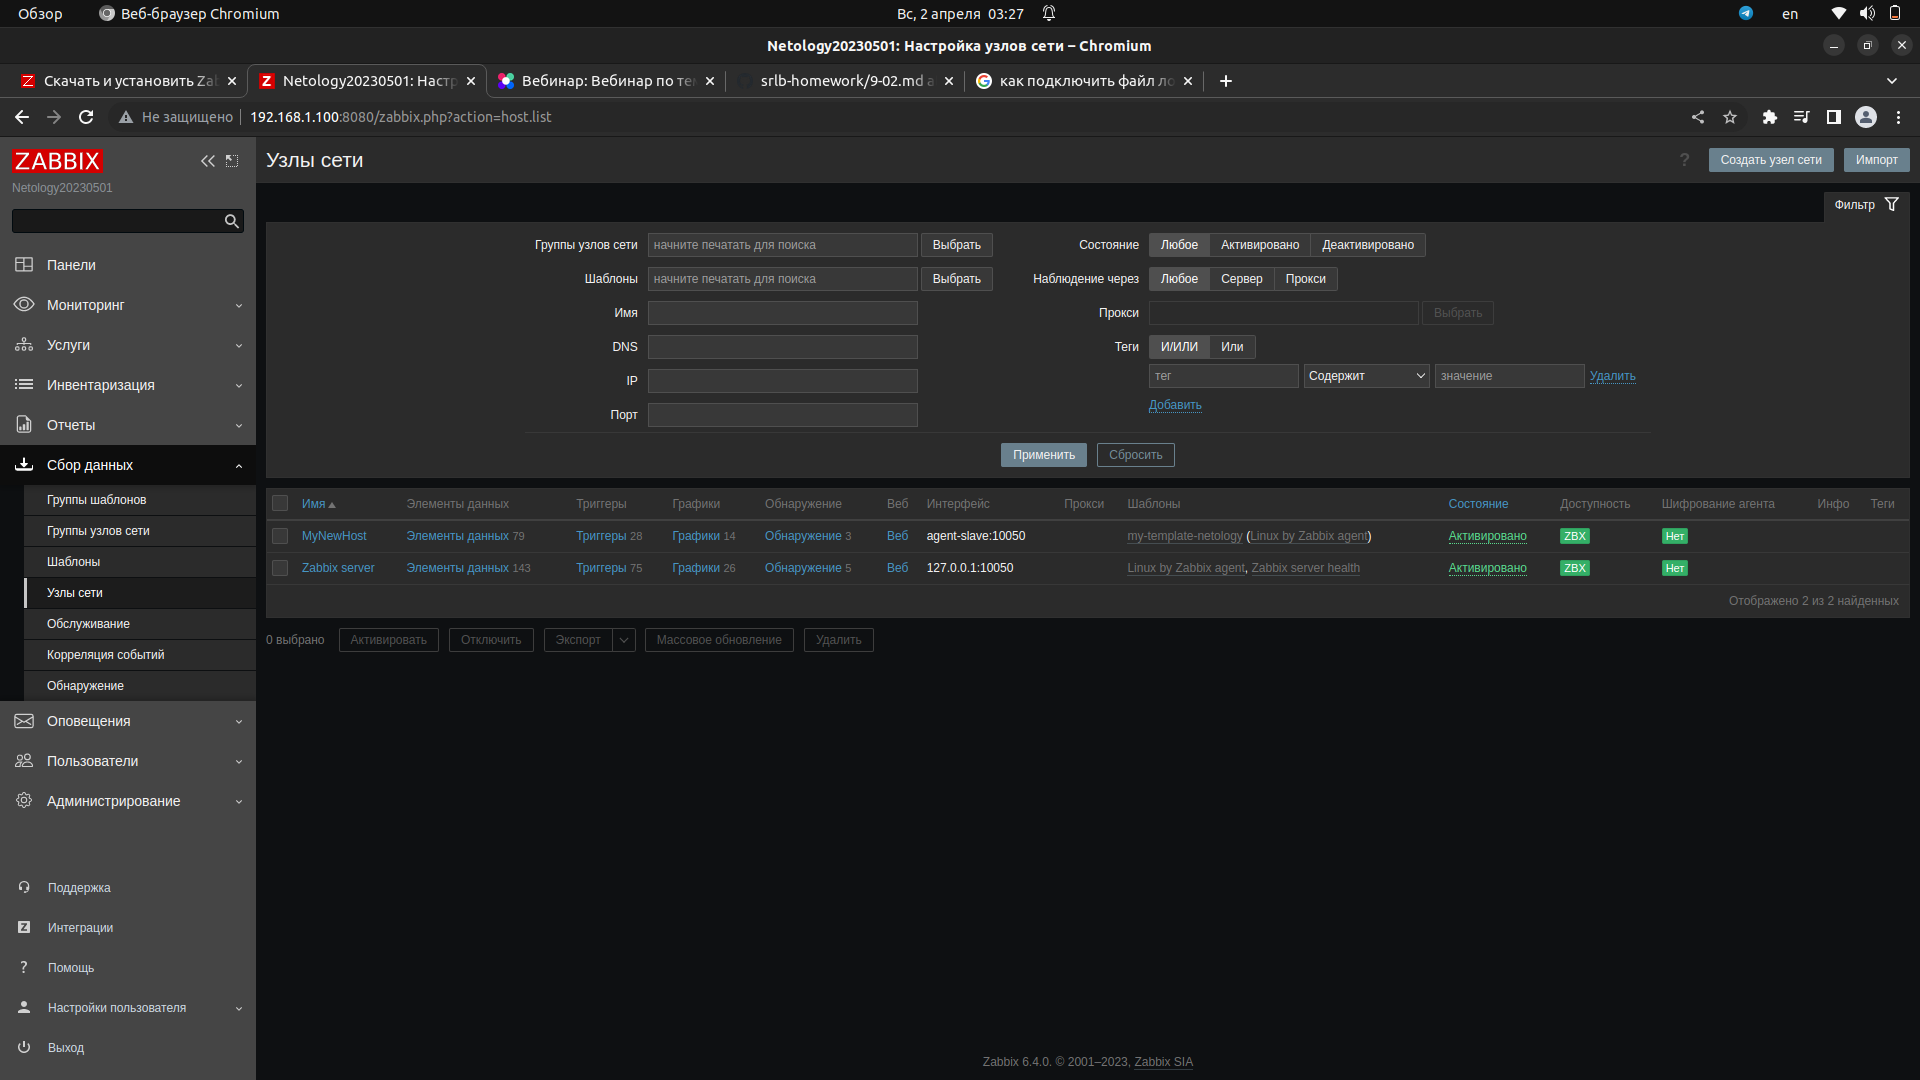 Обзор
Веб-браузер Chromium
Вс, 2 апреля 03:27
en
Netology20230501: Настройка узлов сети – Chromium
Скачать и установить Za
Netology20230501: Настр
Вебинар: Вебинар по те
srlb-homework/9-02.md a
как подключить файл ло
Не защищено
192.168.1.100:8080/zabbix.php?action=host.list
ZABBIX
Netology20230501
Панели
Мониторинг
Услуги
Инвентаризация
Отчеты
Сбор данных
Группы шаблонов
Группы узлов сети
Шаблоны
Узлы сети
Обслуживание
Корреляция событий
Обнаружение
Оповещения
Пользователи
Администрирование
Поддержка
Интеграции
Помощь
Настройки пользователя
Выход
Узлы сети
?
Создать узел сети
Импорт
Фильтр
Группы узлов сети начните печатать для поиска Выбрать
Шаблоны начните печатать для поиска Выбрать
Имя
DNS
IP
Порт
Состояние Любое Активировано Деактивировано
Наблюдение через Любое Сервер Прокси
Прокси Выбрать
Теги И/ИЛИ Или
тег Содержит значение Удалить
Добавить
Применить Сбросить
Имя Элементы данных Триггеры Графики Обнаружение Веб Интерфейс Прокси Шаблоны Состояние Доступность Шифрование агента Инфо Теги
MyNewHost Элементы данных 79 Триггеры 28 Графики 14 Обнаружение 3 Веб agent-slave:10050 my-template-netology (Linux by Zabbix agent) Активировано ZBX Нет
Zabbix server Элементы данных 143 Триггеры 75 Графики 26 Обнаружение 5 Веб 127.0.0.1:10050 Linux by Zabbix agent, Zabbix server health Активировано ZBX Нет
Отображено 2 из 2 найденных
0 выбрано Активировать Отключить Экспорт Массовое обновление Удалить
Zabbix 6.4.0. © 2001–2023, Zabbix SIA